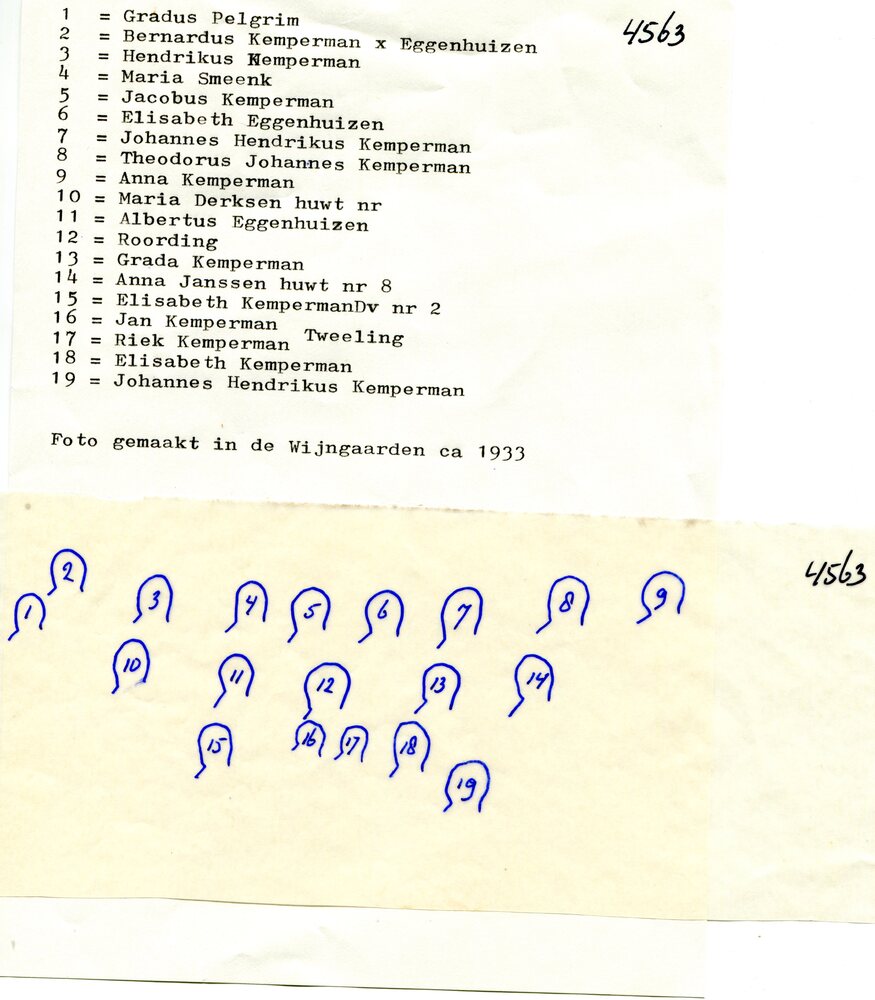 4563
1 = Gradus Pelgrim
2 = Bernardus Kemperman x Eggenhuizen
3 = Hendrikus Kemperman
4 = Maria Smeenk
5 = Jacobus Kemperman
6 = Elisabeth Eggenhuizen
7 = Johannes Hendrikus Kemperman
8 = Theodorus Johannes Kemperman
9 = Anna Kemperman
10 = Maria Derksen huwt nr
11 = Albertus Eggenhuizen
12 = Roording
13 = Grada Kemperman
14 = Anna Janssen huwt nr 8
15 = Elisabeth KempermanDv nr 2
16 = Jan Kemperman
17 = Riek Kemperman Tweeling
18 = Elisabeth Kemperman
19 = Johannes Hendrikus Kemperman
Foto gemaakt in de Wijngaarden ca 1933
4563
1 2 3 4 5 6 7 8 9
10 11 12 13 14
15 16 17 18
19